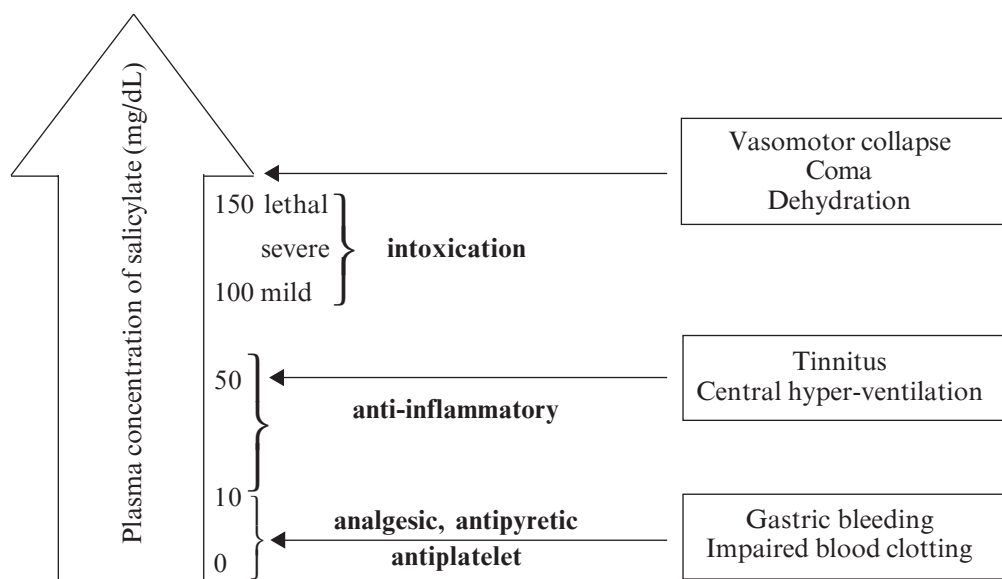 Plasma concentration of salicylate (mg/dL)
Vasomotor collapse
Coma
Dehydration
150 lethal
severe
intoxication
100 mild
Tinnitus
50
Central hyper-ventilation
anti-inflammatory
10
analgesic, antipyretic
Gastric bleeding
antiplatelet
Impaired blood clotting
0